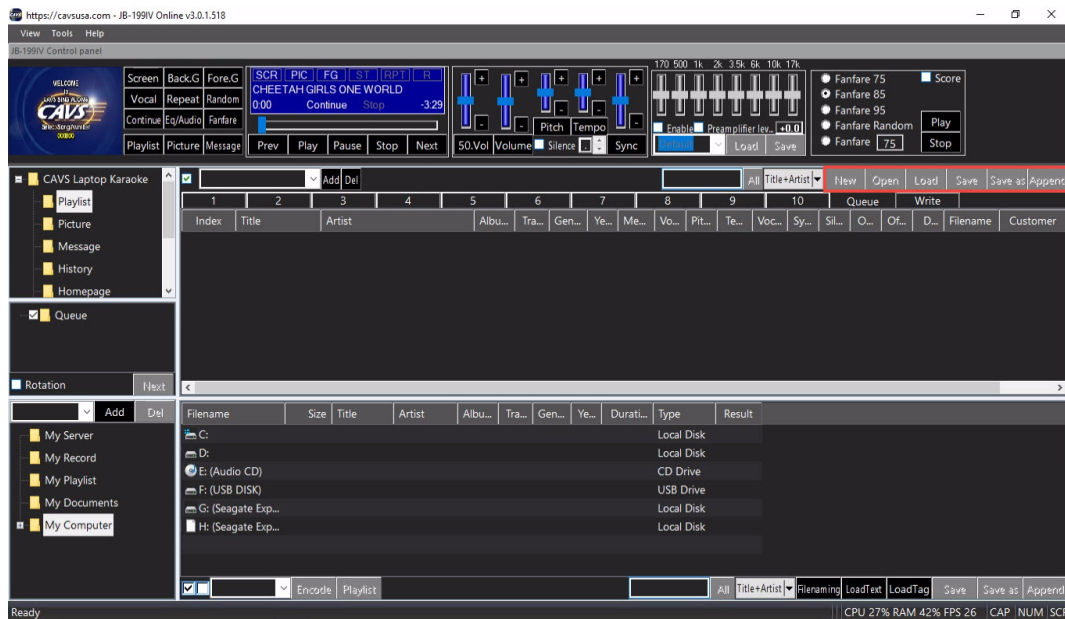 https://cavsusa.com - JB-199IV Online v3.0.1.518
View Tools Help
JB-199IV Control panel
WELCOME
CAVS
000000
Screen Back.G Fore.G
Vocal Repeat Random
Continue Eq/Audio Fanfare
Playlist Picture Message
SCR PIC FG ST RPT R
CHEETAH GIRLS ONE WORLD
0:00 Continue Stop -3:29
Prev Play Pause Stop Next
+ + + + +
- - - - -
Pitch Tempo
50.Vol Volume Silence . Sync
170 500 1k 2k 3.5k 6k 10k 17k
Enable Preamplifier lev... +0.0
Default Load Save
Fanfare 75 Score
Fanfare 85
Fanfare 95
Fanfare Random Play
Fanfare 75 Stop
CAVS Laptop Karaoke
Playlist
Picture
Message
History
Homepage
Add Del All Title+Artist New Open Load Save Save as Append
1 2 3 4 5 6 7 8 9 10 Queue Write
Index Title Artist Albu... Tra... Gen... Ye... Me... Vo... Pit... Te... Voc... Sy... Sil... O... Of... D... Filename Customer
Queue
Rotation Next
Add Del
My Server
My Record
My Playlist
My Documents
My Computer
Filename Size Title Artist Albu... Tra... Gen... Ye... Durati... Type Result
C: Local Disk
D: Local Disk
E: (Audio CD) CD Drive
F: (USB DISK) USB Drive
G: (Seagate Exp... Local Disk
H: (Seagate Exp... Local Disk
Encode Playlist All Title+Artist Filenaming LoadText LoadTag Save Save as Append
Ready CPU 27% RAM 42% FPS 26 CAP NUM SCR